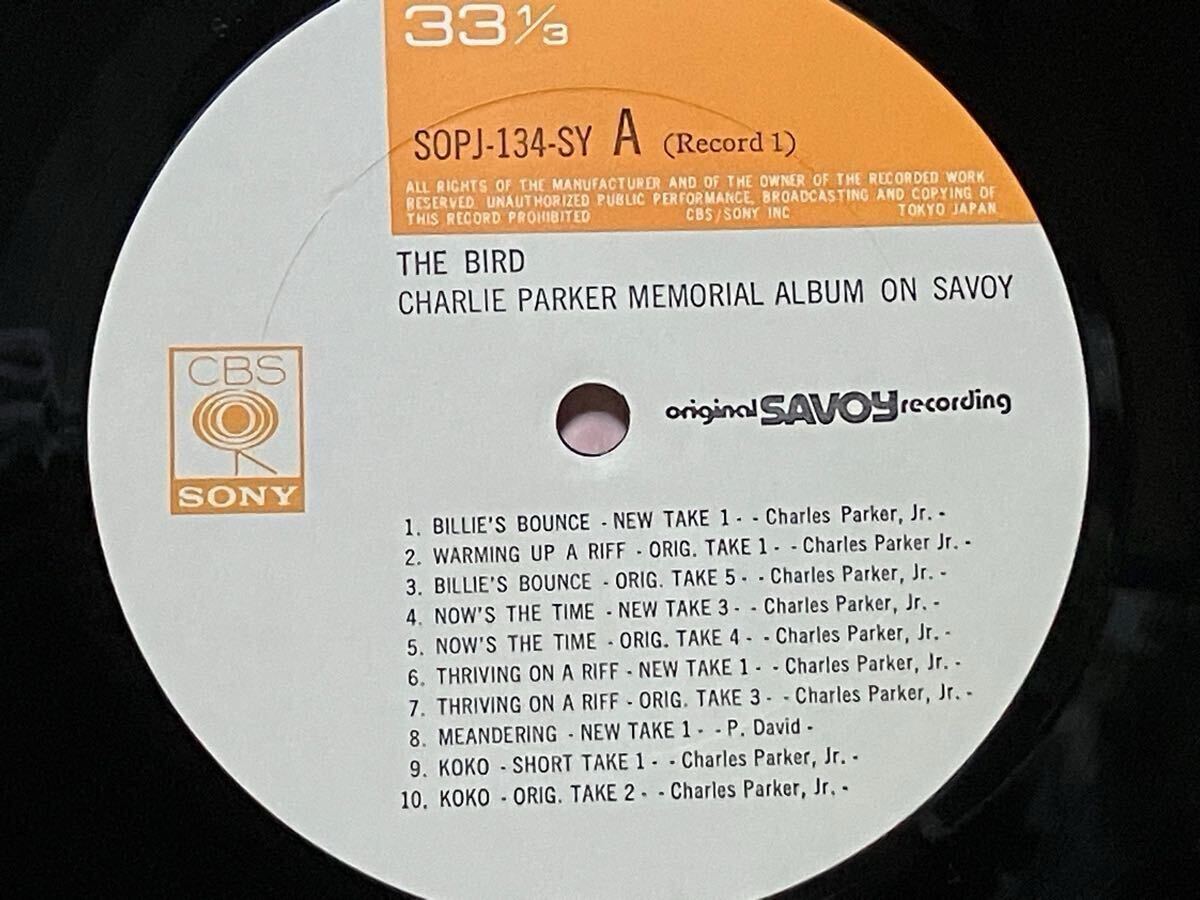 33 1/3
SOPJ-134-SY A (Record 1)
ALL RIGHTS OF THE MANUFACTURER AND OF THE OWNER OF THE RECORDED WORK
RESERVED. UNAUTHORIZED PUBLIC PERFORMANCE, BROADCASTING AND COPYING OF
THIS RECORD PROHIBITED CBS/SONY INC TOKYO JAPAN
THE BIRD
CHARLIE PARKER MEMORIAL ALBUM ON SAVOY
CBS
SONY
original SAVOY recording
1. BILLIE'S BOUNCE - NEW TAKE 1 - - Charles Parker, Jr. -
2. WARMING UP A RIFF - ORIG. TAKE 1 - - Charles Parker Jr. -
3. BILLIE'S BOUNCE - ORIG. TAKE 5 - - Charles Parker, Jr. -
4. NOW'S THE TIME - NEW TAKE 3 - - Charles Parker, Jr. -
5. NOW'S THE TIME - ORIG. TAKE 4 - - Charles Parker, Jr. -
6. THRIVING ON A RIFF - NEW TAKE 1 - - Charles Parker, Jr. -
7. THRIVING ON A RIFF - ORIG. TAKE 3 - - Charles Parker, Jr. -
8. MEANDERING - NEW TAKE 1 - - P. David -
9. KOKO - SHORT TAKE 1 - - Charles Parker, Jr. -
10. KOKO - ORIG. TAKE 2 - - Charles Parker, Jr. -